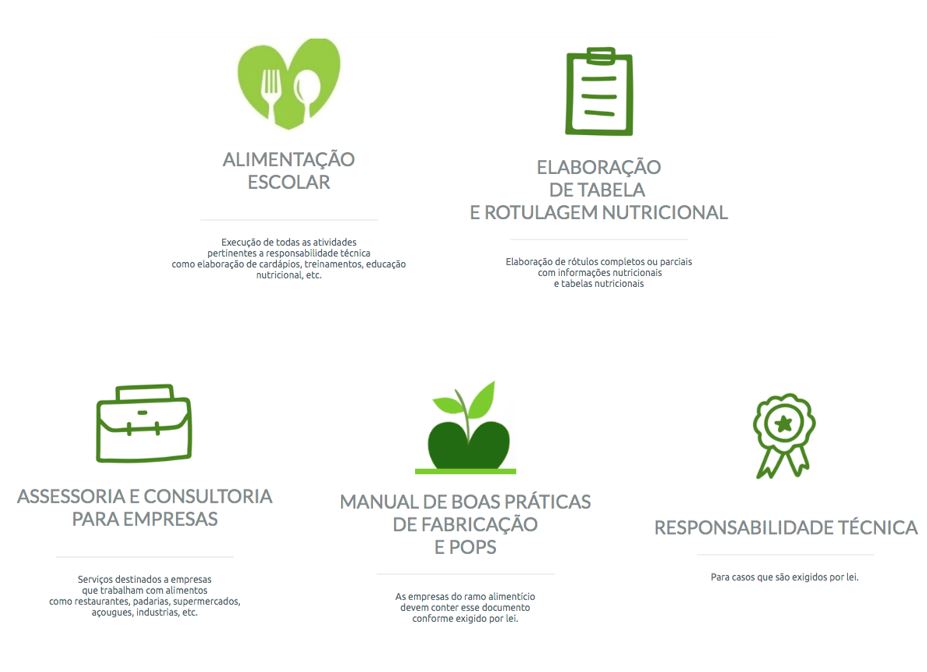 ALIMENTAÇÃO
ESCOLAR
Execução de todas as atividades
pertinentes a responsabilidade técnica
como elaboração de cardápios, treinamentos, educação
nutricional, etc.
ELABORAÇÃO
DE TABELA
E ROTULAGEM NUTRICIONAL
Elaboração de rótulos completos ou parciais
com informações nutricionais
e tabelas nutricionais
ASSESSORIA E CONSULTORIA
PARA EMPRESAS
Serviços destinados a empresas
que trabalham com alimentos
como restaurantes, padarias, supermercados,
açougues, industrias, etc.
MANUAL DE BOAS PRÁTICAS
DE FABRICAÇÃO
E POPS
As empresas do ramo alimentício
devem conter esse documento
conforme exigido por lei.
RESPONSABILIDADE TÉCNICA
Para casos que são exigidos por lei.